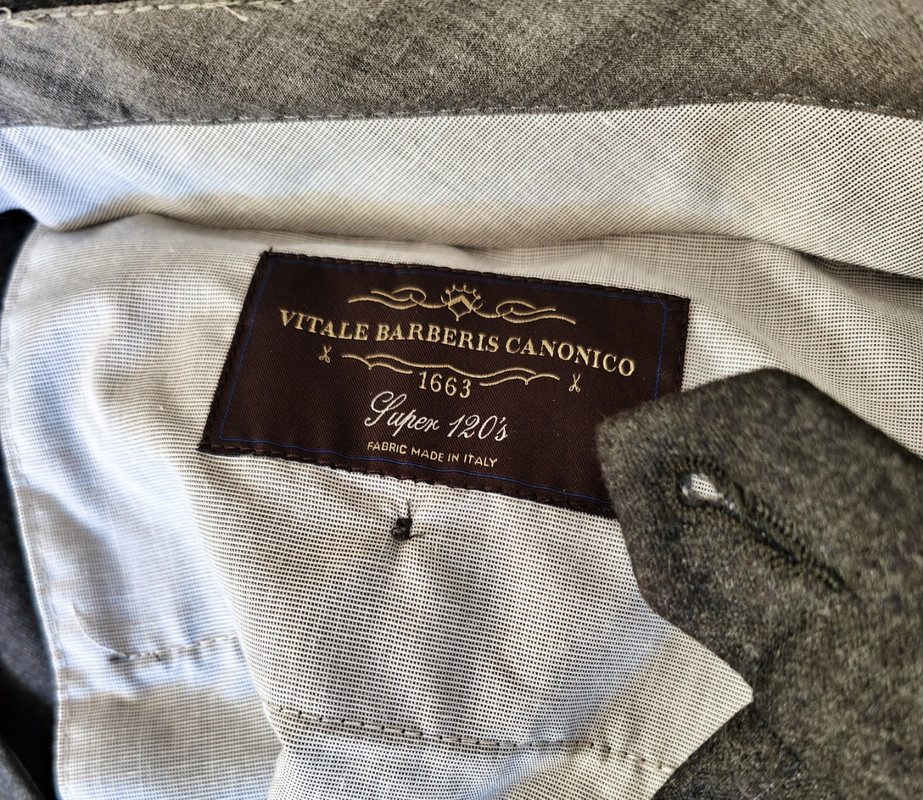 VITALE BARBERIS CANONICO
1663
Super 120's
FABRIC MADE IN ITALY